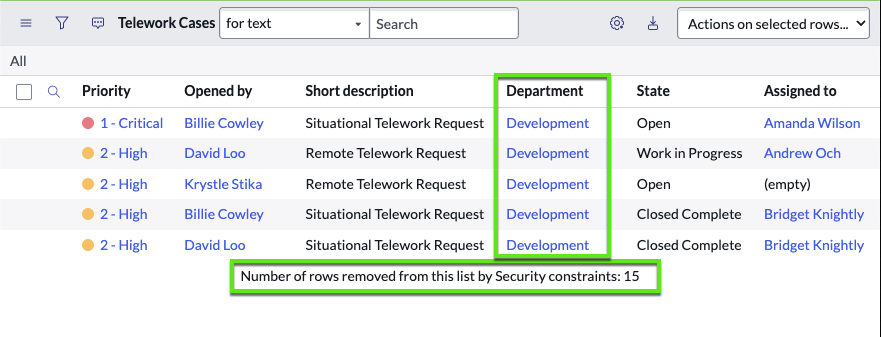 Telework Cases for text Search Actions on selected rows...
All
Priority Opened by Short description Department State Assigned to
1 - Critical Billie Cowley Situational Telework Request Development Open Amanda Wilson
2 - High David Loo Remote Telework Request Development Work in Progress Andrew Och
2 - High Krystle Stika Remote Telework Request Development Open (empty)
2 - High Billie Cowley Situational Telework Request Development Closed Complete Bridget Knightly
2 - High David Loo Situational Telework Request Development Closed Complete Bridget Knightly
Number of rows removed from this list by Security constraints: 15